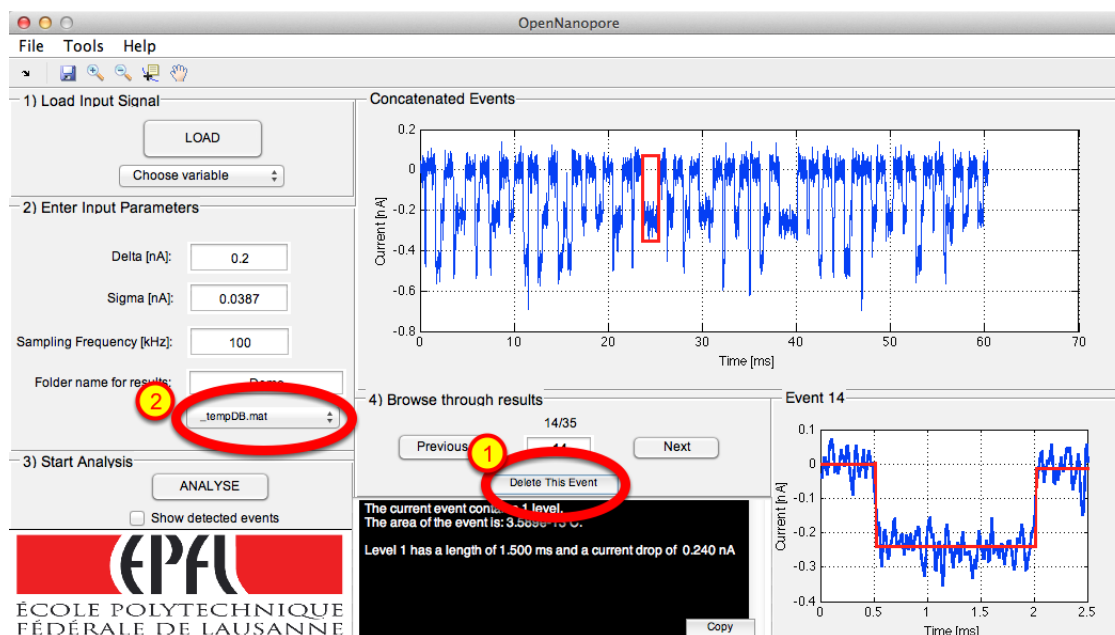 OpenNanopore
File Tools Help
1) Load Input Signal
LOAD
Choose variable
2) Enter Input Parameters
Delta [nA]: 0.2
Sigma [nA]: 0.0387
Sampling Frequency [kHz]: 100
Folder name for results:
2
_tempDB.mat
3) Start Analysis
ANALYSE
Show detected events
EPFL
ÉCOLE POLYTECHNIQUE
FÉDÉRALE DE LAUSANNE
Concatenated Events
0.2
0
-0.2
-0.4
-0.6
-0.8
Current [nA]
0 10 20 30 40 50 60 70
Time [ms]
4) Browse through results
14/35
Previous 14 Next
1
Delete This Event
The current event 1 level.
The area of the event is:
Level 1 has a length of 1.500 ms and a current drop of 0.240 nA
Copy
Event 14
0.1
0
-0.1
-0.2
-0.3
-0.4
Current [nA]
0 0.5 1 1.5 2 2.5
Time [ms]